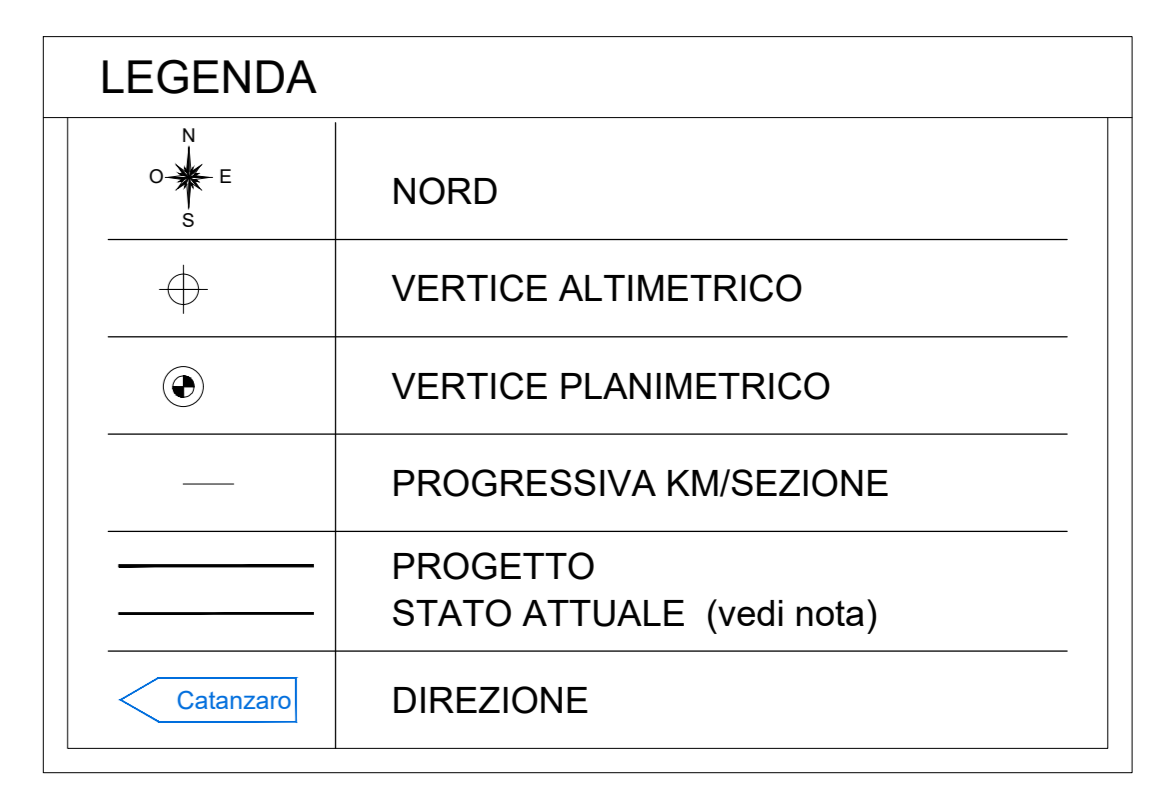 LEGENDA
N
O E
S
NORD
VERTICE ALTIMETRICO
VERTICE PLANIMETRICO
PROGRESSIVA KM/SEZIONE
PROGETTO
STATO ATTUALE (vedi nota)
Catanzaro
DIREZIONE